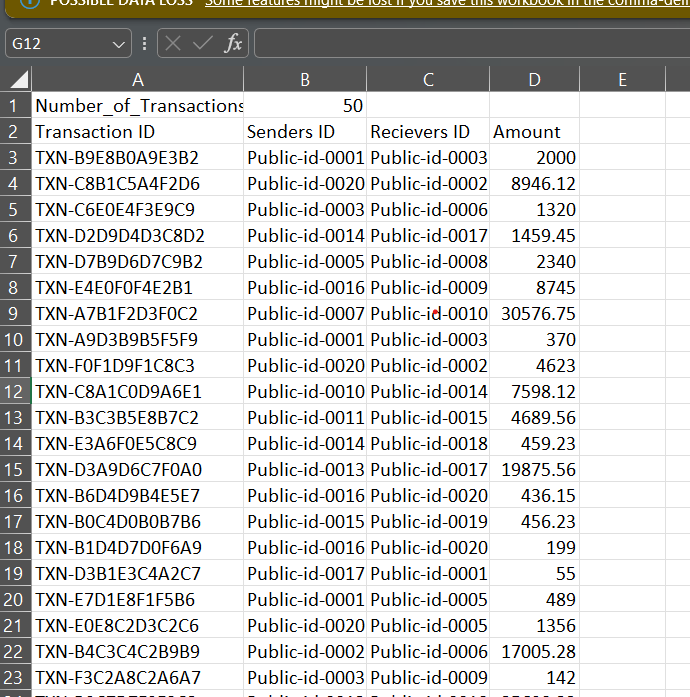 POSSIBLE DATA LOSS Some features might be lost if you save this workbook in the comma-deli
G12 fx
A B C D E
1 Number_of_Transactions 50
2 Transaction ID Senders ID Recievers ID Amount
3 TXN-B9E8B0A9E3B2 Public-id-0001 Public-id-0003 2000
4 TXN-C8B1C5A4F2D6 Public-id-0020 Public-id-0002 8946.12
5 TXN-C6E0E4F3E9C9 Public-id-0003 Public-id-0006 1320
6 TXN-D2D9D4D3C8D2 Public-id-0014 Public-id-0017 1459.45
7 TXN-D7B9D6D7C9B2 Public-id-0005 Public-id-0008 2340
8 TXN-E4E0F0F4E2B1 Public-id-0016 Public-id-0009 8745
9 TXN-A7B1F2D3F0C2 Public-id-0007 Public-id-0010 30576.75
10 TXN-A9D3B9B5F5F9 Public-id-0001 Public-id-0003 370
11 TXN-F0F1D9F1C8C3 Public-id-0020 Public-id-0002 4623
12 TXN-C8A1C0D9A6E1 Public-id-0010 Public-id-0014 7598.12
13 TXN-B3C3B5E8B7C2 Public-id-0011 Public-id-0015 4689.56
14 TXN-E3A6F0E5C8C9 Public-id-0014 Public-id-0018 459.23
15 TXN-D3A9D6C7F0A0 Public-id-0013 Public-id-0017 19875.56
16 TXN-B6D4D9B4E5E7 Public-id-0016 Public-id-0020 436.15
17 TXN-B0C4D0B0B7B6 Public-id-0015 Public-id-0019 456.23
18 TXN-B1D4D7D0F6A9 Public-id-0016 Public-id-0020 199
19 TXN-D3B1E3C4A2C7 Public-id-0017 Public-id-0001 55
20 TXN-E7D1E8F1F5B6 Public-id-0001 Public-id-0005 489
21 TXN-E0E8C2D3C2C6 Public-id-0020 Public-id-0005 1356
22 TXN-B4C3C4C2B9B9 Public-id-0002 Public-id-0006 17005.28
23 TXN-F3C2A8C2A6A7 Public-id-0003 Public-id-0009 142